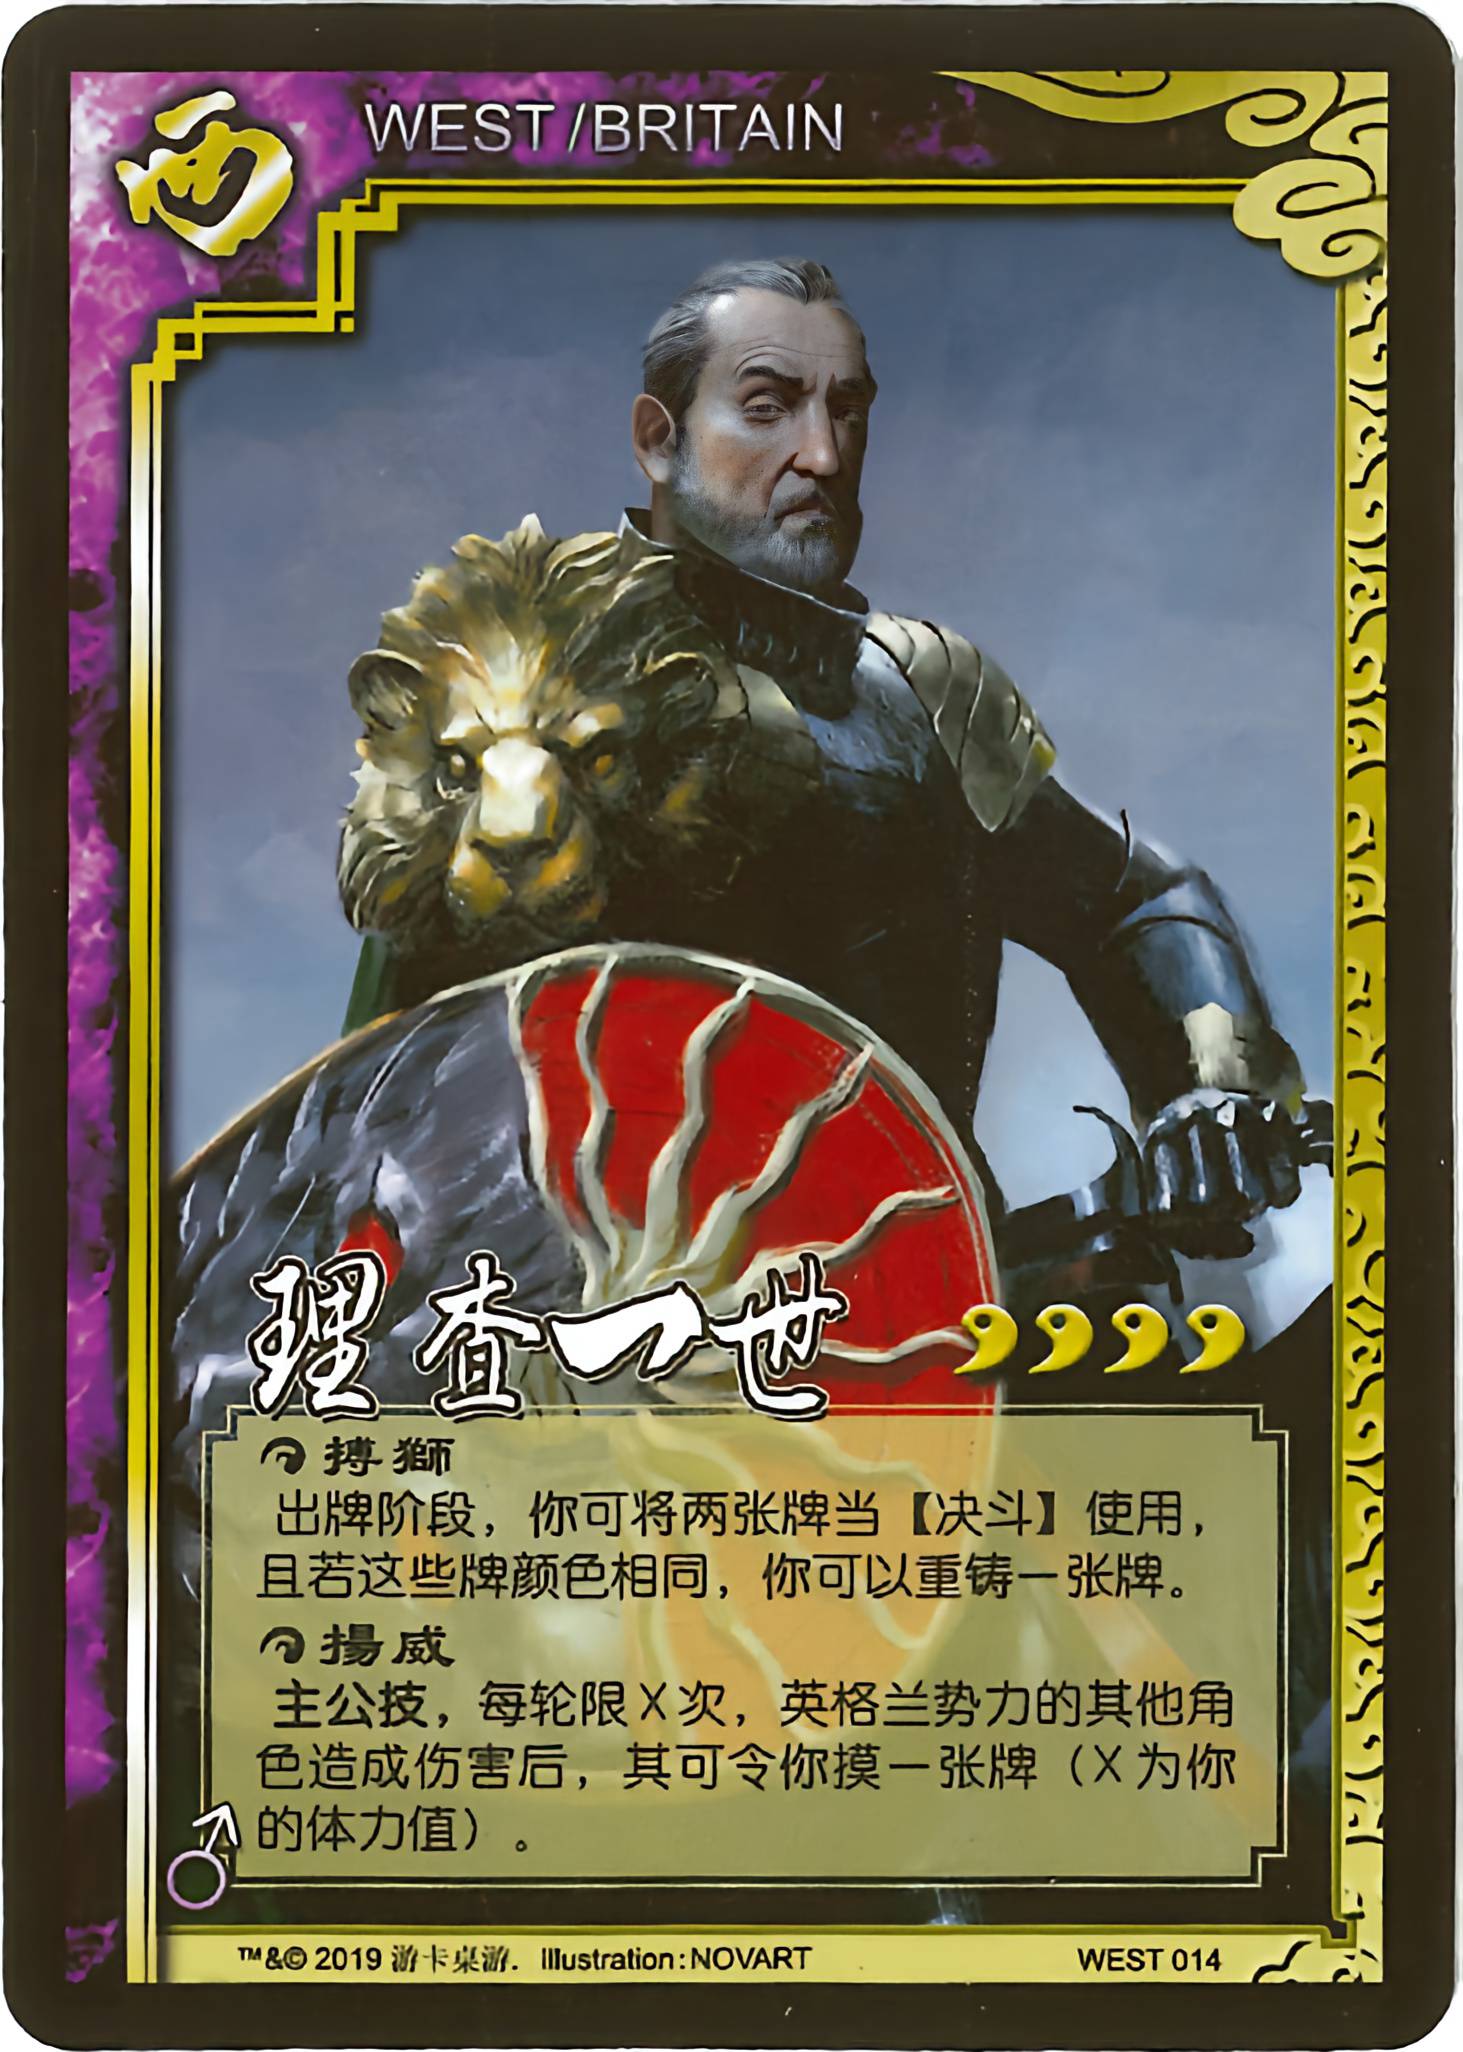 西
WEST /BRITAIN
理查一世
搏獅
出牌阶段，你可将两张牌当【决斗】使用，
且若这些牌颜色相同，你可以重铸一张牌。
揚威
主公技，每轮限X次，英格兰势力的其他角
色造成伤害后，其可令你摸一张牌（X为你
的体力值）。
™&© 2019 游卡桌游. Illustration:NOVART
WEST 014